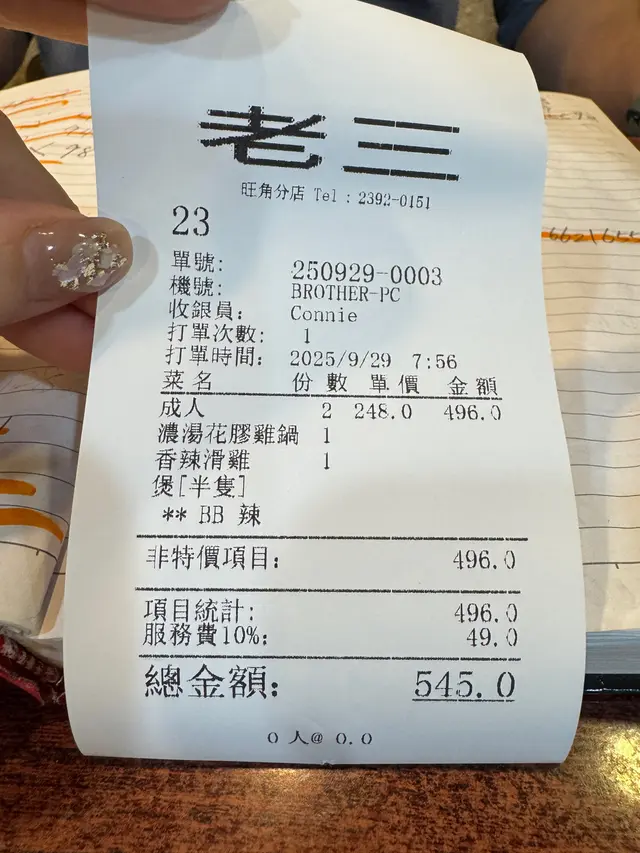 老三
旺角分店 Tel : 2392-0151
23
單號: 250929-0003
機號: BROTHER-PC
收銀員: Connie
打單次數: 1
打單時間: 2025/9/29 7:56
菜名 份數 單價 金額
成人 2 248.0 496.0
濃湯花膠雞鍋 1
香辣滑雞 1
煲[半隻]
** BB 辣
非特價項目: 496.0
項目統計: 496.0
服務費10%: 49.0
總金額: 545.0
0 人@ 0.0